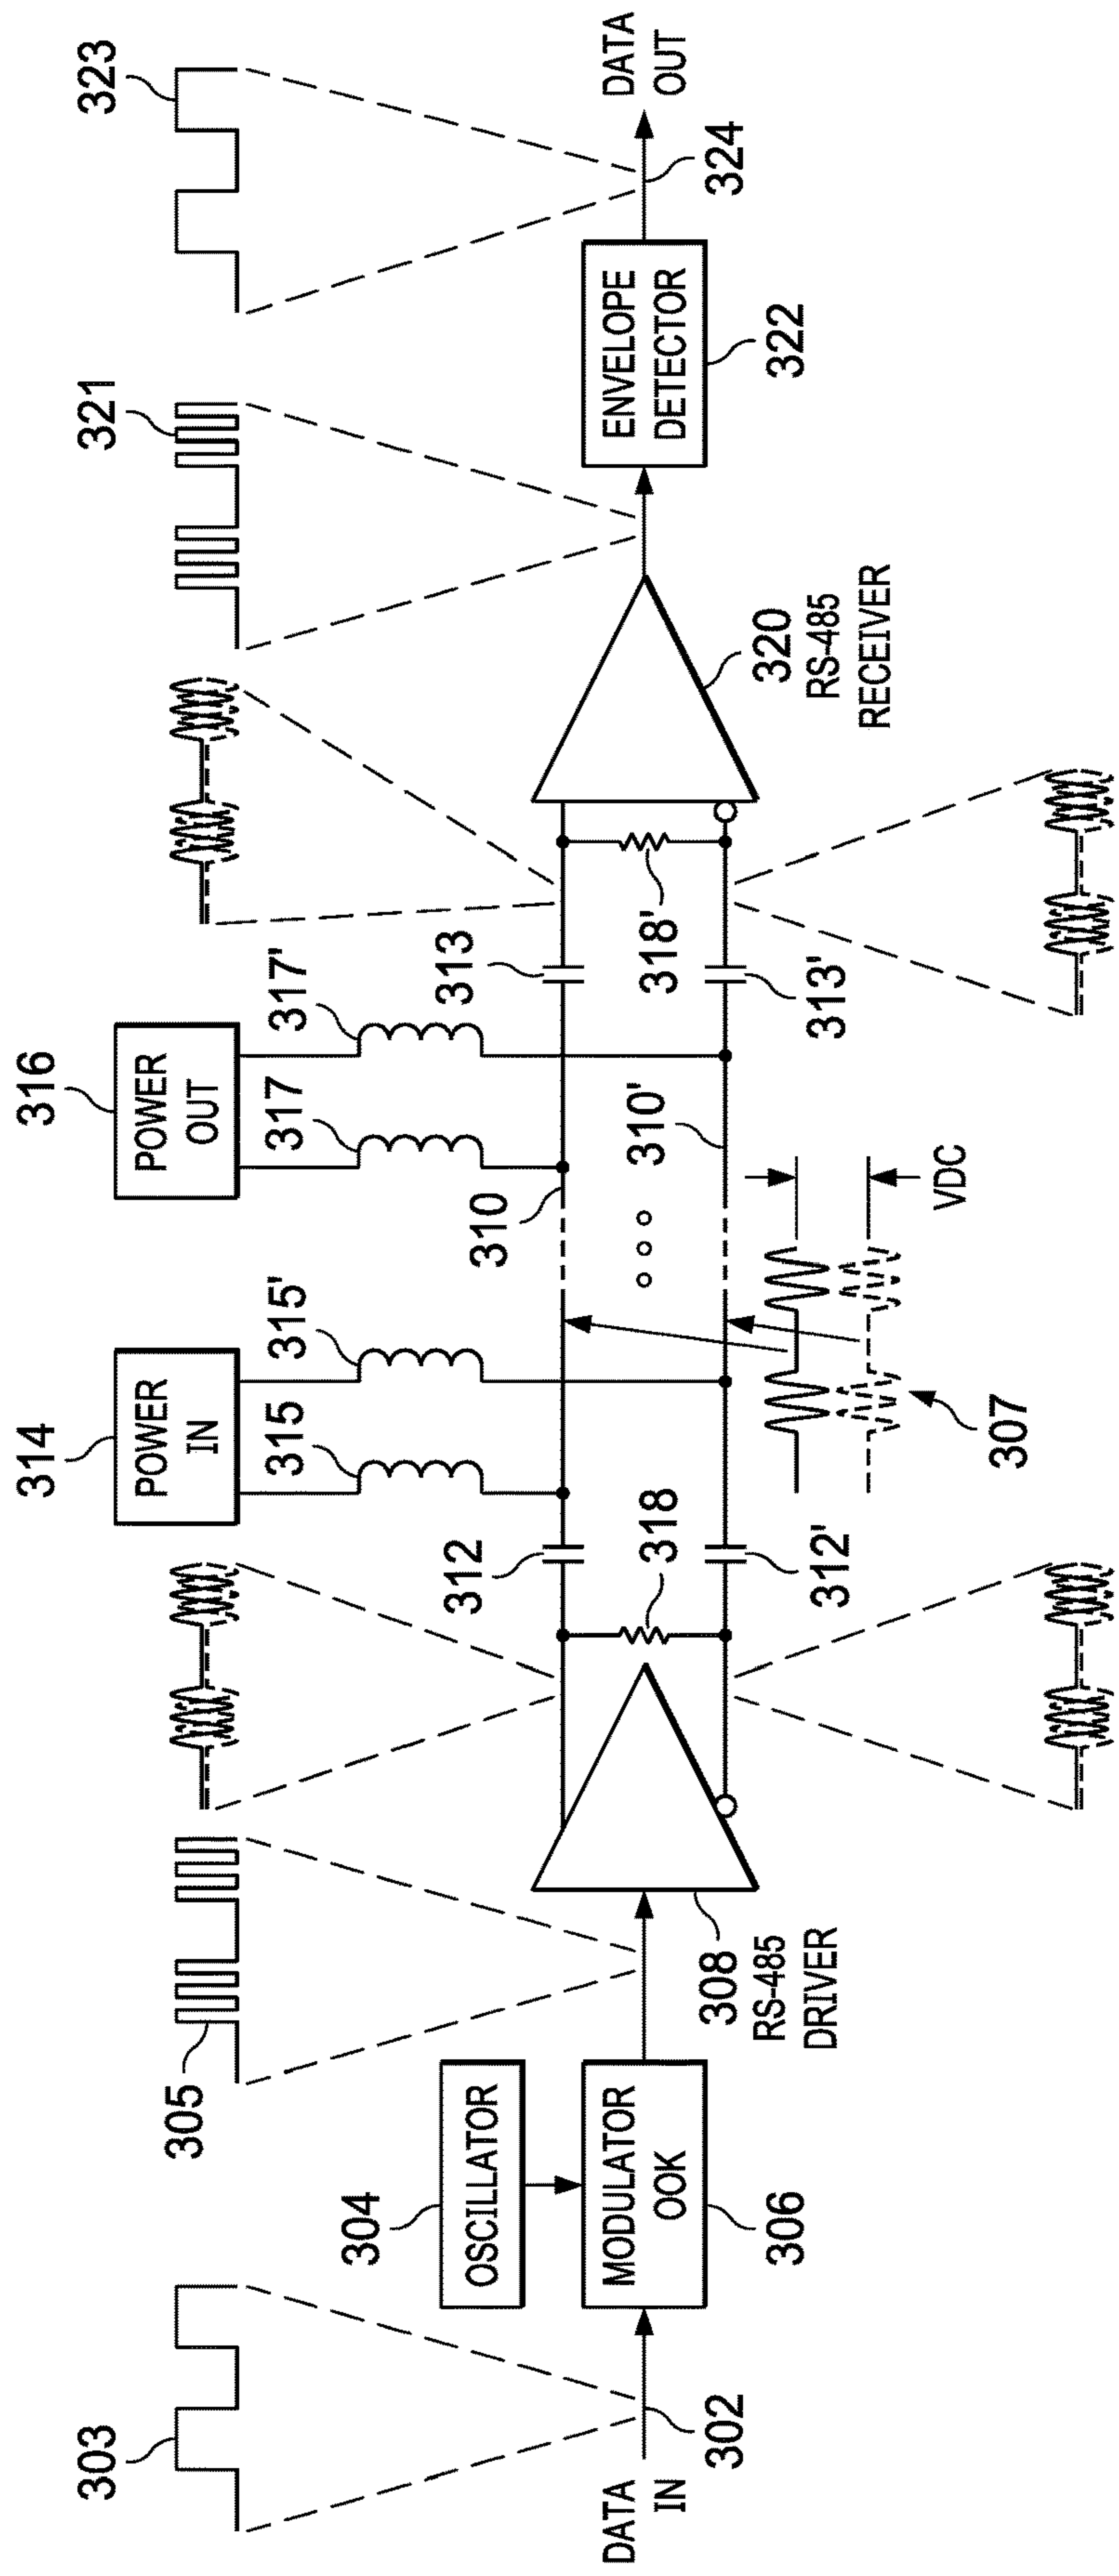 303
305
321
323
314
POWER
IN
316
POWER
OUT
315
315'
317
317'
304
OSCILLATOR
312
310
313
DATA
IN
302
MODULATOR
OOK
306
308
RS-485
DRIVER
318
312'
310'
318'
313'
320
RS-485
RECEIVER
ENVELOPE
DETECTOR
322
324
DATA
OUT
307
VDC